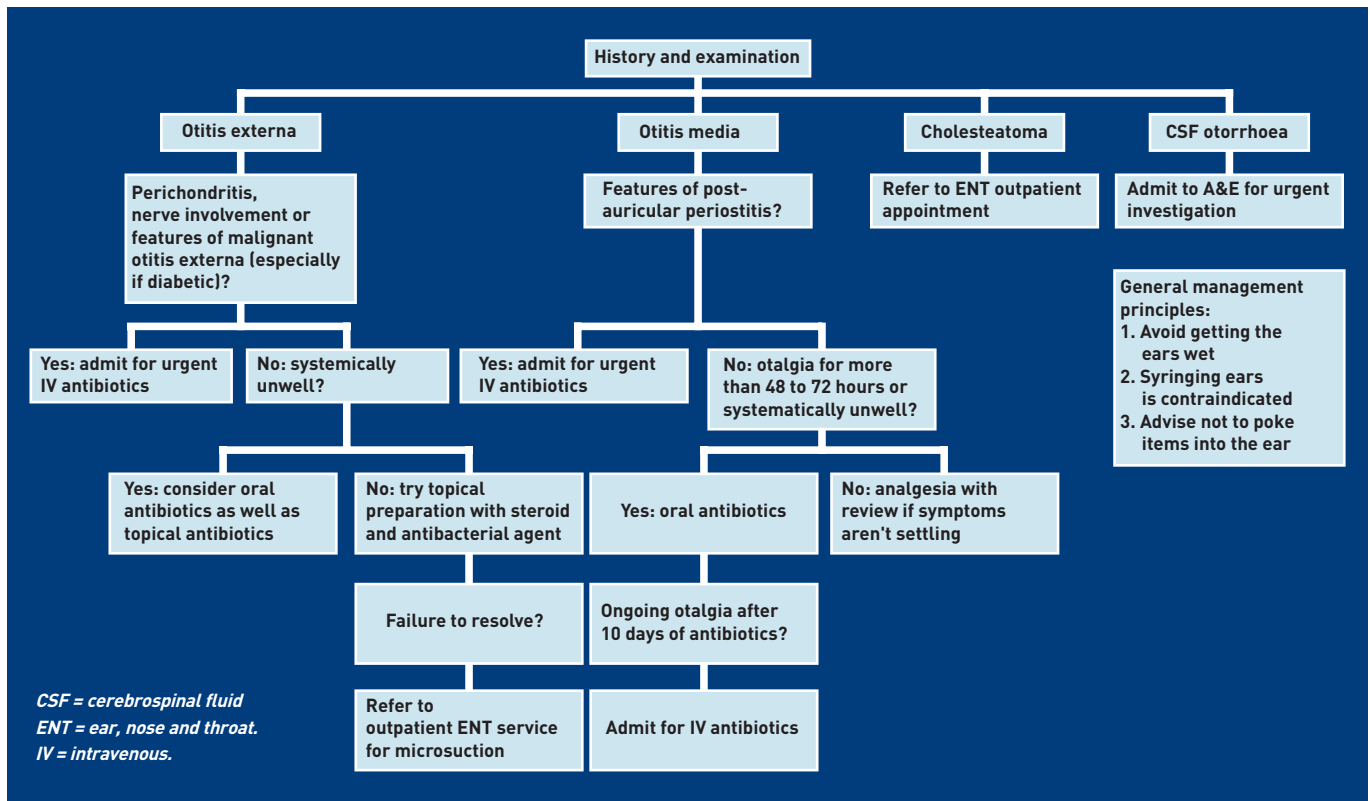 History and examination
Otitis externa
Otitis media
Cholesteatoma
CSF otorrhoea
Perichondritis,
nerve involvement or
features of malignant
otitis externa (especially
if diabetic)?
Features of post-
auricular periostitis?
Refer to ENT outpatient
appointment
Admit to A&E for urgent
investigation
General management
principles:
1. Avoid getting the
ears wet
2. Syringing ears
is contraindicated
3. Advise not to poke
items into the ear
Yes: admit for urgent
IV antibiotics
No: systemically
unwell?
Yes: admit for urgent
IV antibiotics
No: otalgia for more
than 48 to 72 hours or
systematically unwell?
Yes: consider oral
antibiotics as well as
topical antibiotics
No: try topical
preparation with steroid
and antibacterial agent
Yes: oral antibiotics
No: analgesia with
review if symptoms
aren't settling
Failure to resolve?
Ongoing otalgia after
10 days of antibiotics?
Refer to
outpatient ENT service
for microsuction
Admit for IV antibiotics
CSF = cerebrospinal fluid
ENT = ear, nose and throat.
IV = intravenous.